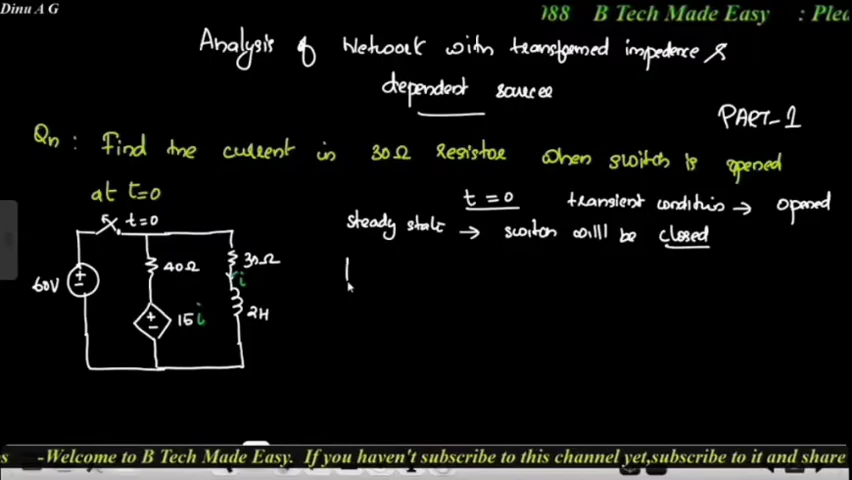 Dinu A G
088 B Tech Made Easy : Plea
Analysis of Network with transformed impedence &
dependent source
PART-1
Qn : Find the current in 30Ω resistor when switch is opened
at t=0
t = 0 transient condition → opened
steady state → switch will be closed
t=0
60V
40Ω
30Ω
i
15i
2H
s -Welcome to B Tech Made Easy. If you haven't subscribe to this channel yet,subscribe to it and share